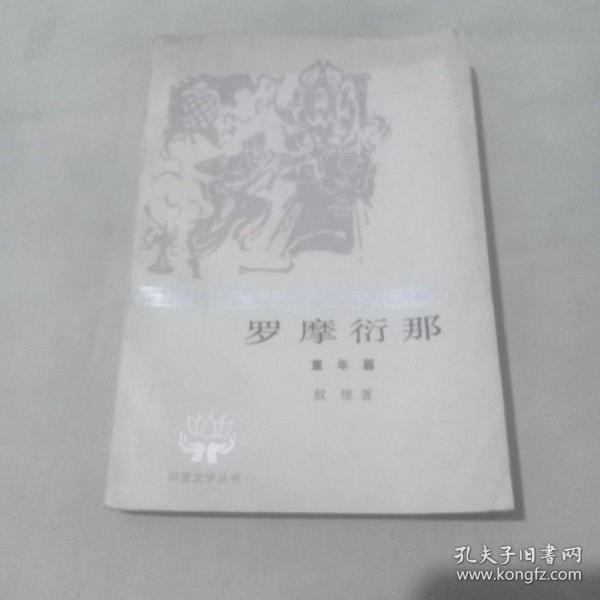 罗摩衍那
童年篇
蚁垤著
印度文学丛书
孔夫子旧书网
www.kongfz.com